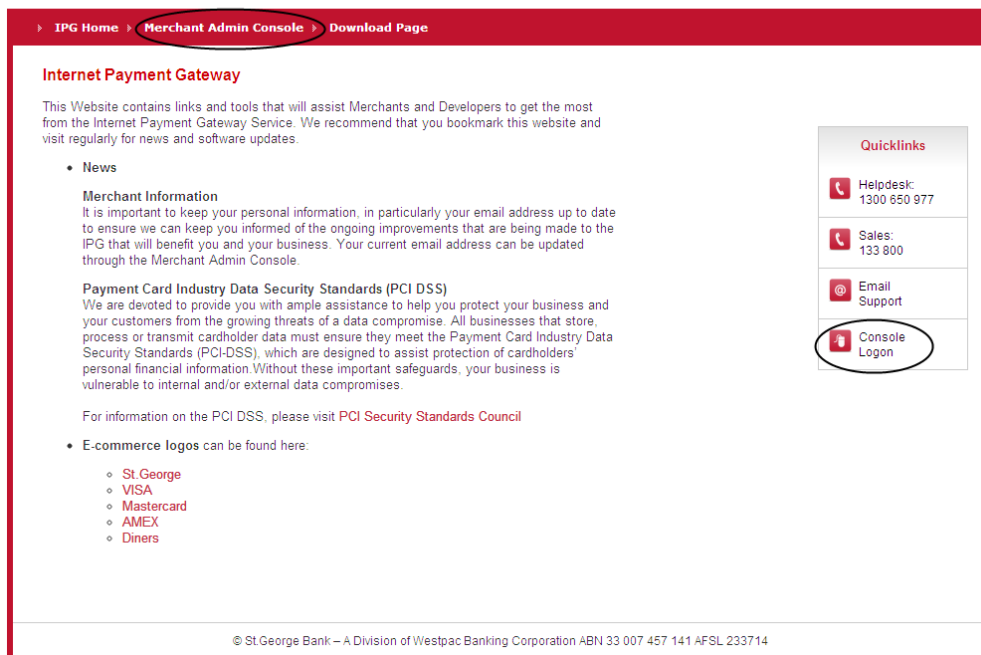 IPG Home Merchant Admin Console Download Page
Internet Payment Gateway
This Website contains links and tools that will assist Merchants and Developers to get the most
from the Internet Payment Gateway Service. We recommend that you bookmark this website and
visit regularly for news and software updates.
• News
Merchant Information
It is important to keep your personal information, in particularly your email address up to date
to ensure we can keep you informed of the ongoing improvements that are being made to the
IPG that will benefit you and your business. Your current email address can be updated
through the Merchant Admin Console.
Payment Card Industry Data Security Standards (PCI DSS)
We are devoted to provide you with ample assistance to help you protect your business and
your customers from the growing threats of a data compromise. All businesses that store,
process or transmit cardholder data must ensure they meet the Payment Card Industry Data
Security Standards (PCI-DSS), which are designed to assist protection of cardholders'
personal financial information.Without these important safeguards, your business is
vulnerable to internal and/or external data compromises.
For information on the PCI DSS, please visit PCI Security Standards Council
• E-commerce logos can be found here:
St.George
VISA
Mastercard
AMEX
Diners
Quicklinks
Helpdesk:
1300 650 977
Sales:
133 800
Email
Support
Console
Logon
© St.George Bank – A Division of Westpac Banking Corporation ABN 33 007 457 141 AFSL 233714